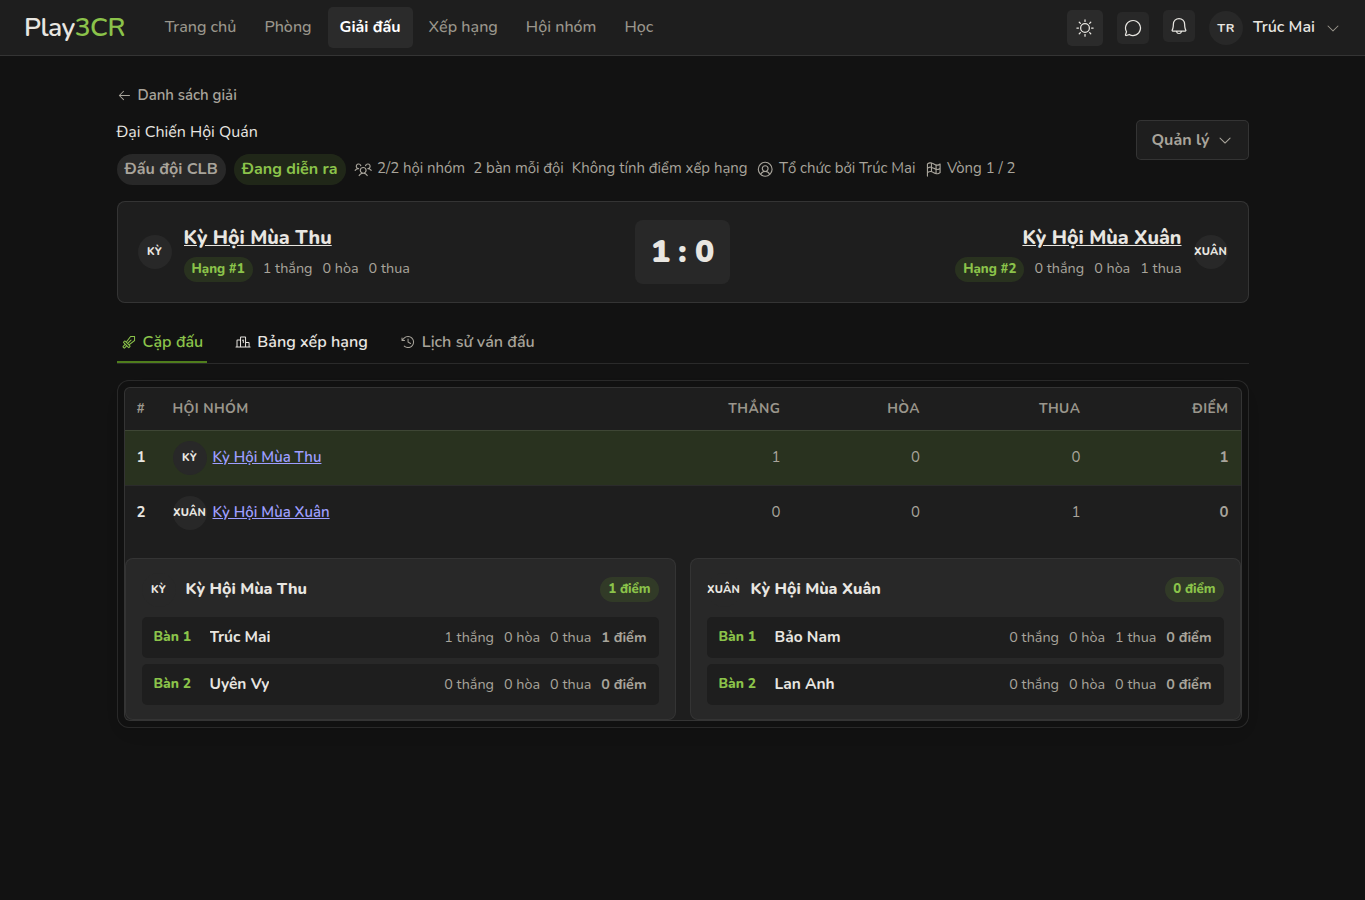 Play3CR Trang chủ Phòng Giải đấu Xếp hạng Hội nhóm Học TR Trúc Mai
Danh sách giải
Đại Chiến Hội Quán
Quản lý
Đấu đội CLB Đang diễn ra 2/2 hội nhóm 2 bàn mỗi đội Không tính điểm xếp hạng Tổ chức bởi Trúc Mai Vòng 1 / 2
KỲ Kỳ Hội Mùa Thu
Hạng #1 1 thắng 0 hòa 0 thua
1 : 0
Kỳ Hội Mùa Xuân XUÂN
Hạng #2 0 thắng 0 hòa 1 thua
Cặp đấu Bảng xếp hạng Lịch sử ván đấu
# HỘI NHÓM THẮNG HÒA THUA ĐIỂM
1 KỲ Kỳ Hội Mùa Thu 1 0 0 1
2 XUÂN Kỳ Hội Mùa Xuân 0 0 1 0
KỲ Kỳ Hội Mùa Thu 1 điểm
Bàn 1 Trúc Mai 1 thắng 0 hòa 0 thua 1 điểm
Bàn 2 Uyên Vy 0 thắng 0 hòa 0 thua 0 điểm
XUÂN Kỳ Hội Mùa Xuân 0 điểm
Bàn 1 Bảo Nam 0 thắng 0 hòa 1 thua 0 điểm
Bàn 2 Lan Anh 0 thắng 0 hòa 0 thua 0 điểm